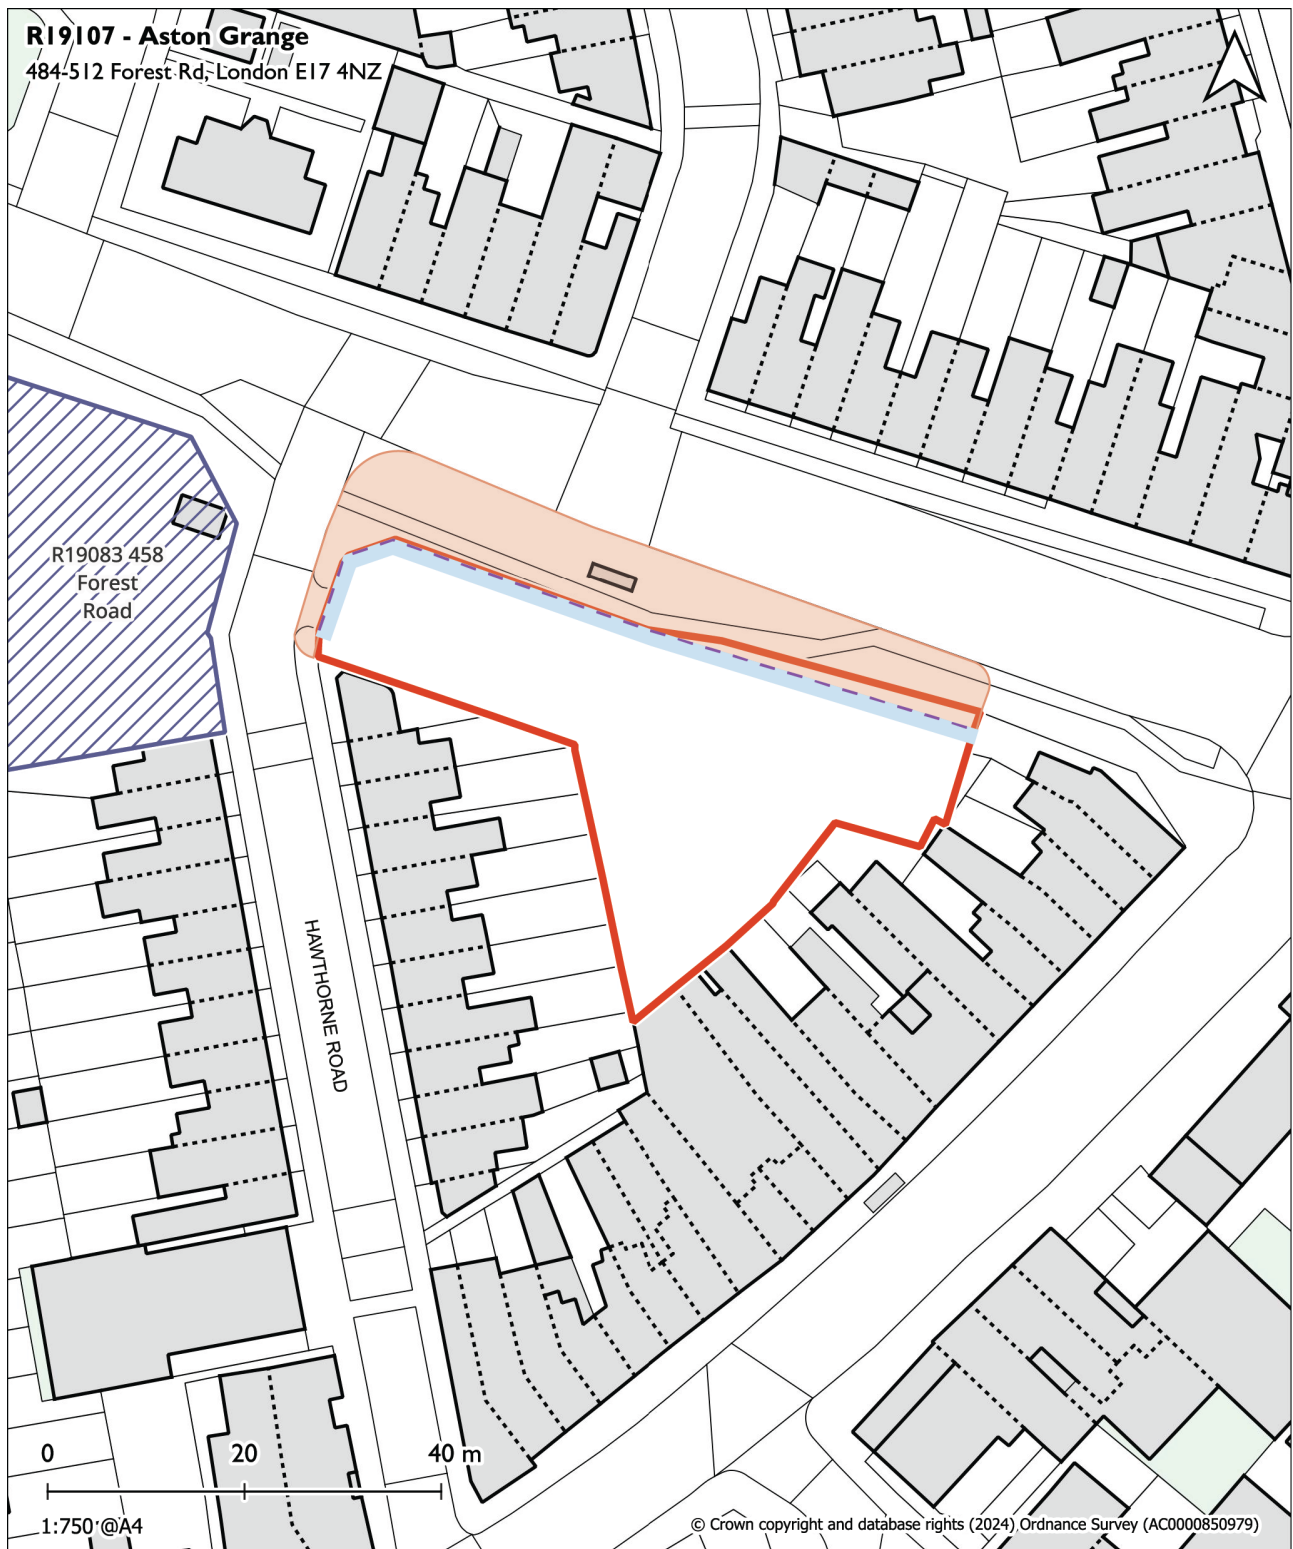 R19107 - Aston Grange
484-512 Forest Rd, London E17 4NZ
R19083 458
Forest
Road
HAWTHORNE ROAD
0 20 40 m
1:750 @A4
© Crown copyright and database rights (2024) Ordnance Survey (AC0000850979)